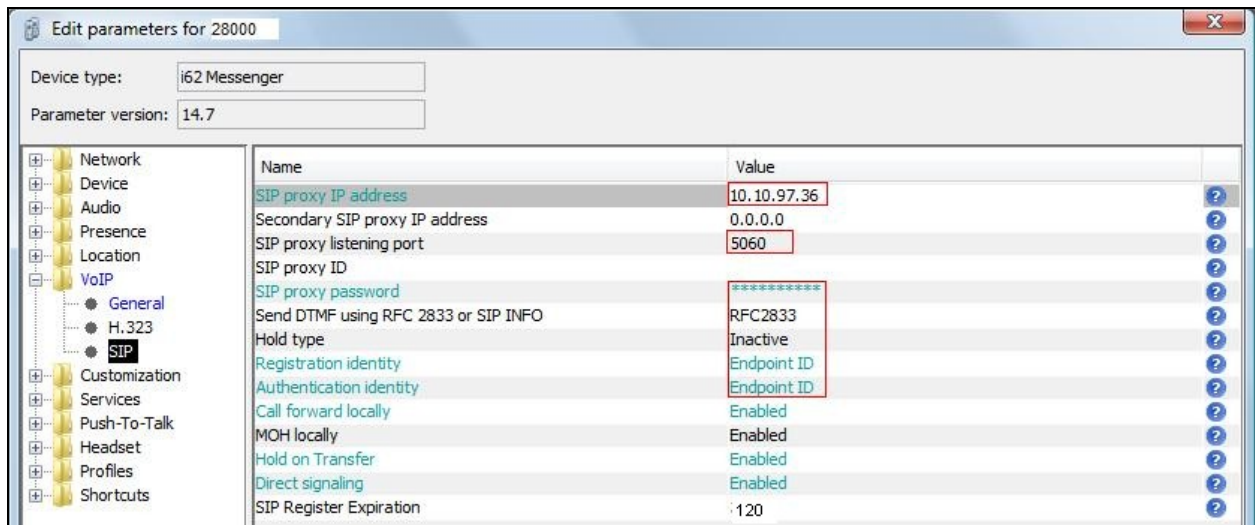 Edit parameters for 28000
X
Device type: i62 Messenger
Parameter version: 14.7
Network
Device
Audio
Presence
Location
VoIP
General
H.323
SIP
Customization
Services
Push-To-Talk
Headset
Profiles
Shortcuts
Name Value
SIP proxy IP address 10.10.97.36 ?
Secondary SIP proxy IP address 0.0.0.0 ?
SIP proxy listening port 5060 ?
SIP proxy ID ?
SIP proxy password ********** ?
Send DTMF using RFC 2833 or SIP INFO RFC2833 ?
Hold type Inactive ?
Registration identity Endpoint ID ?
Authentication identity Endpoint ID ?
Call forward locally Enabled ?
MOH locally Enabled ?
Hold on Transfer Enabled ?
Direct signaling Enabled ?
SIP Register Expiration 120 ?